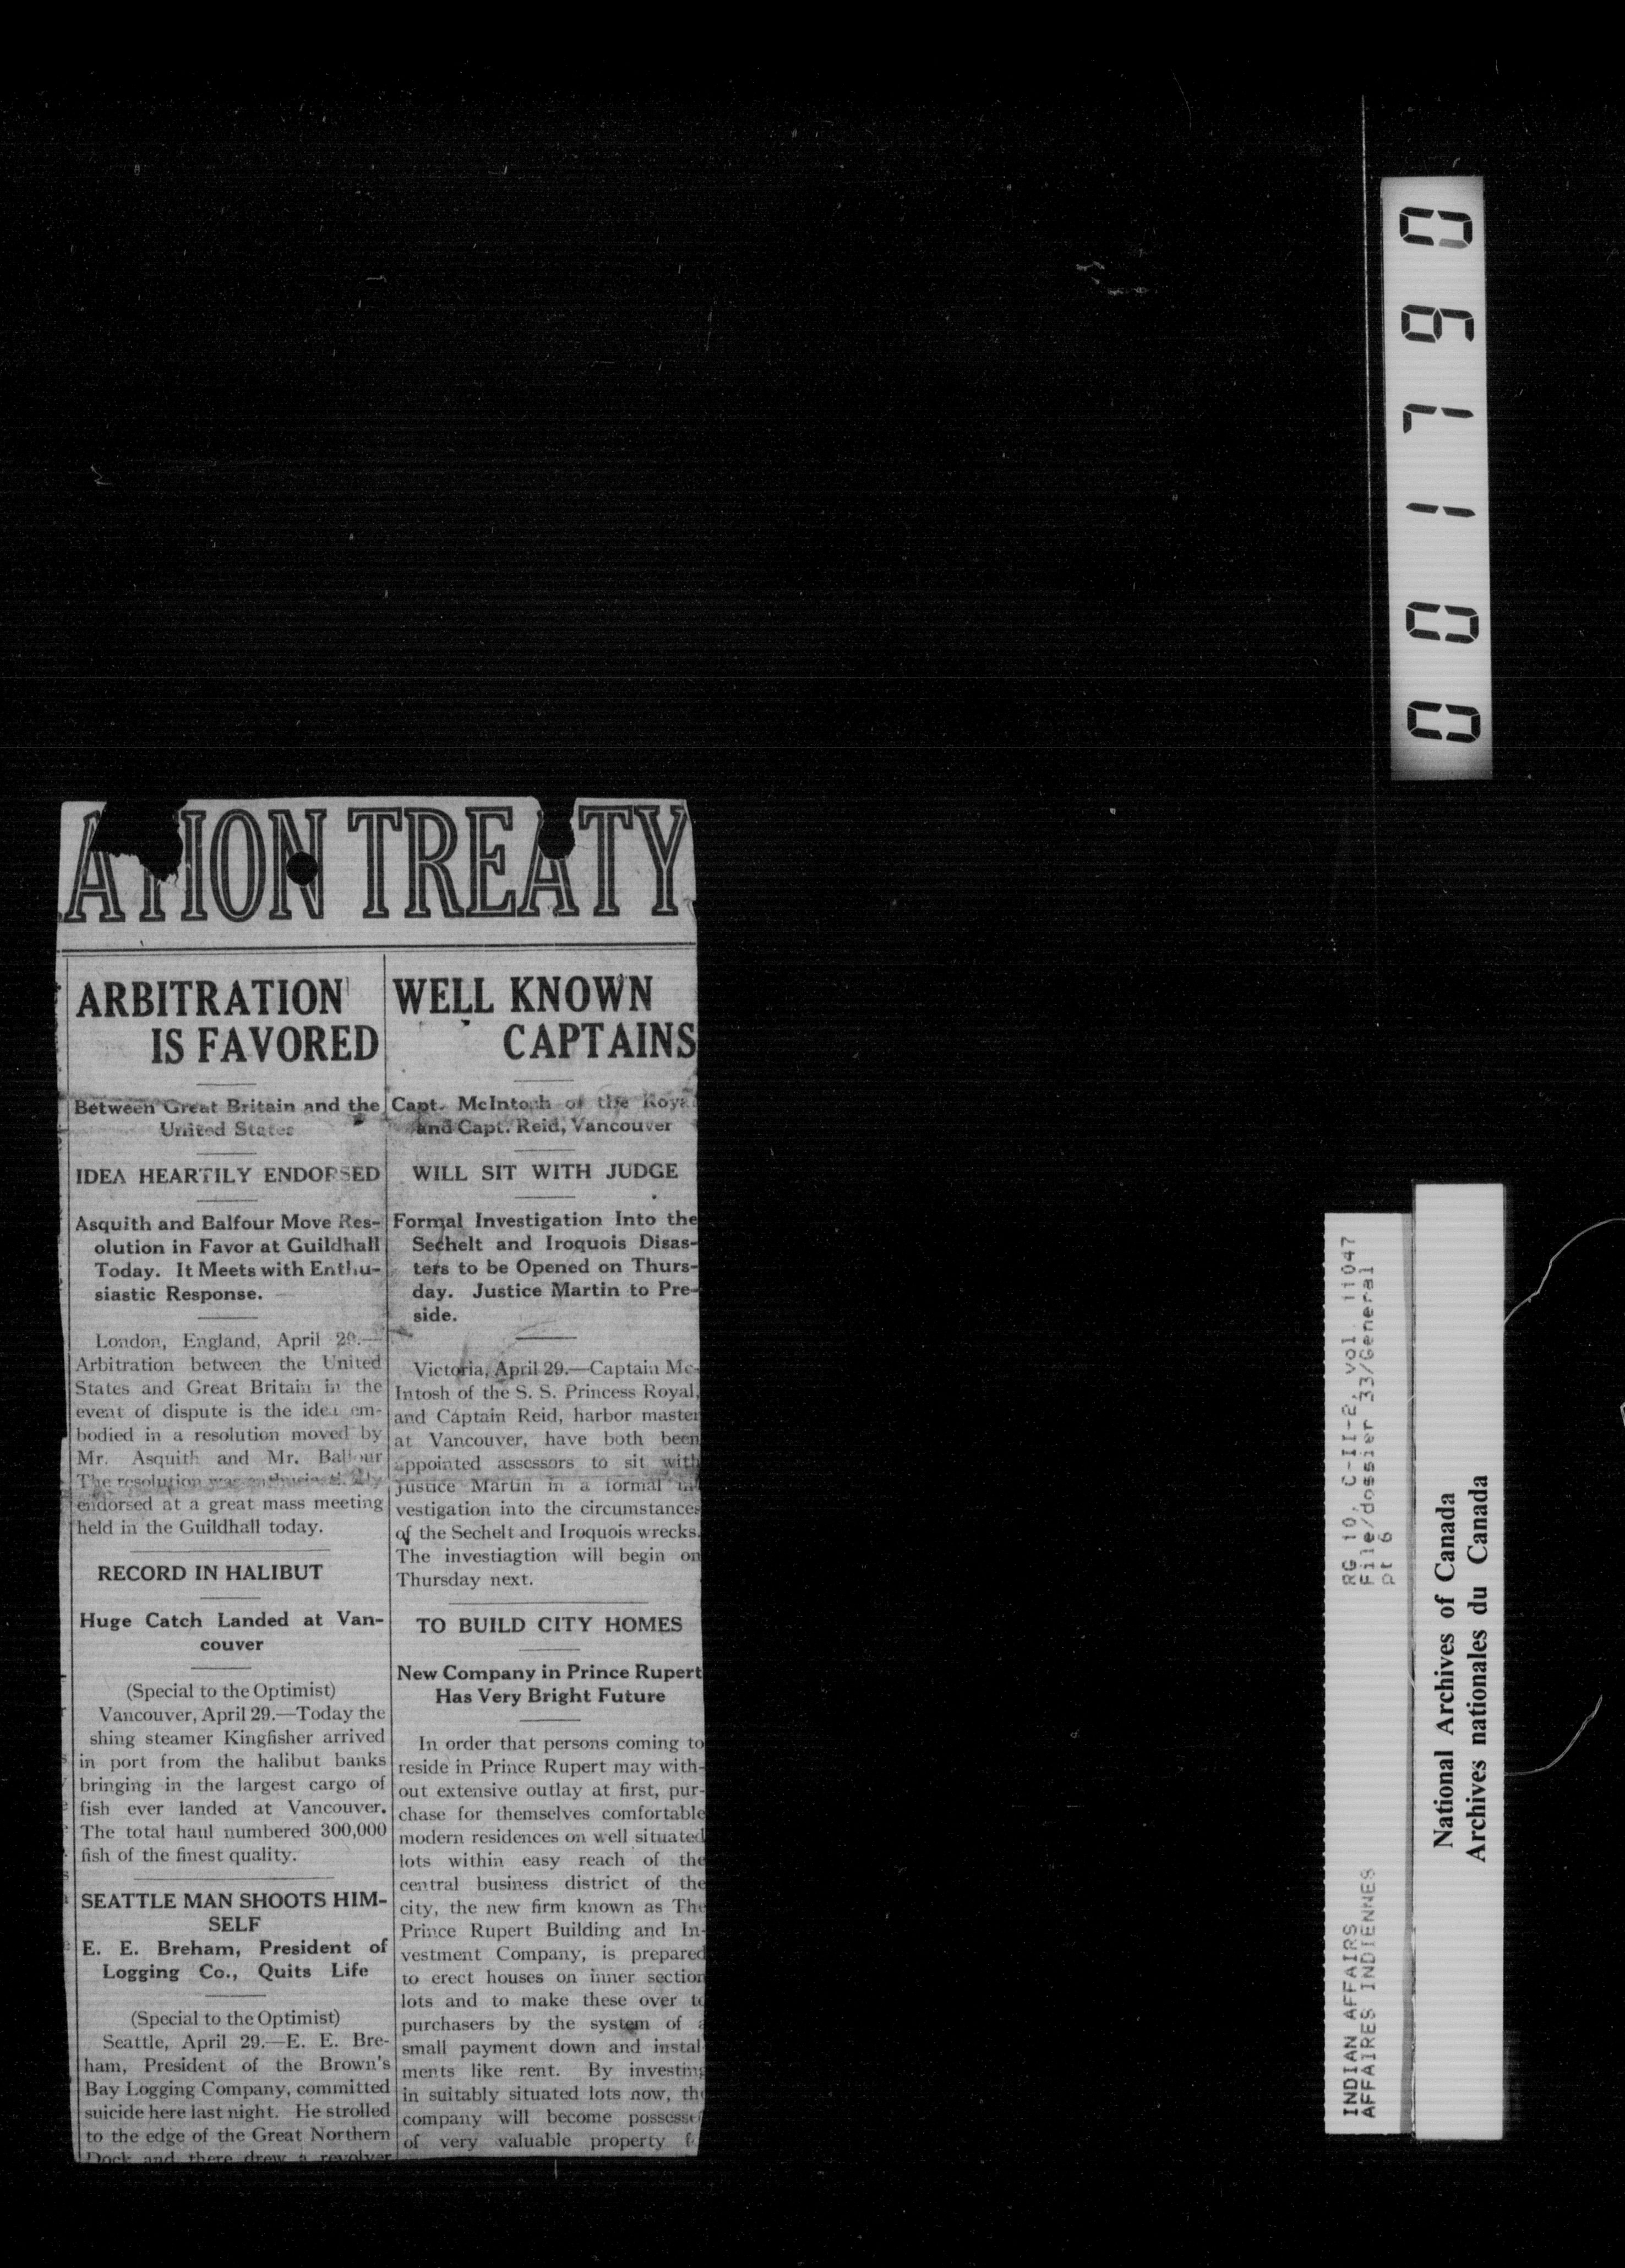 ATION TREATY
ARBITRATION
IS FAVORED
Between Great Britain and the
United States
IDEA HEARTILY ENDORSED
Asquith and Balfour Move Res-
olution in Favor at Guildhall
Today. It Meets with Enthu-
siastic Response.
London, England, April 29.—
Arbitration between the United
States and Great Britain in the
event of dispute is the idea em-
bodied in a resolution moved by
Mr. Asquith and Mr. Balfour
The resolution was enthusiastically
endorsed at a great mass meeting
held in the Guildhall today.
RECORD IN HALIBUT
Huge Catch Landed at Van-
couver
(Special to the Optimist)
Vancouver, April 29.—Today the
shing steamer Kingfisher arrived
in port from the halibut banks
bringing in the largest cargo of
fish ever landed at Vancouver.
The total haul numbered 300,000
fish of the finest quality.
SEATTLE MAN SHOOTS HIM-
SELF
E. E. Breham, President of
Logging Co., Quits Life
(Special to the Optimist)
Seattle, April 29.—E. E. Bre-
ham, President of the Brown's
Bay Logging Company, committed
suicide here last night. He strolled
to the edge of the Great Northern
Dock and there drew a revolver
WELL KNOWN
CAPTAINS
Capt. McIntosh of the Royal
and Capt. Reid, Vancouver
WILL SIT WITH JUDGE
Formal Investigation Into the
Sechelt and Iroquois Disas-
ters to be Opened on Thurs-
day. Justice Martin to Pre-
side.
Victoria, April 29.—Captain Mc-
Intosh of the S. S. Princess Royal,
and Captain Reid, harbor master
at Vancouver, have both been
appointed assessors to sit with
Justice Martin in a formal in-
vestigation into the circumstances
of the Sechelt and Iroquois wrecks.
The investiagtion will begin on
Thursday next.
TO BUILD CITY HOMES
New Company in Prince Rupert
Has Very Bright Future
In order that persons coming to
reside in Prince Rupert may with-
out extensive outlay at first, pur-
chase for themselves comfortable
modern residences on well situated
lots within easy reach of the
central business district of the
city, the new firm known as The
Prince Rupert Building and In-
vestment Company, is prepared
to erect houses on inner section
lots and to make these over to
purchasers by the system of a
small payment down and instal
ments like rent. By investing
in suitably situated lots now, the
company will become possessed
of very valuable property
001790
RG 10, C-II-2, Vol. 11047
File/dossier 33/General
pt 6
INDIAN AFFAIRS
AFFAIRES INDIENNES
National Archives of Canada
Archives nationales du Canada